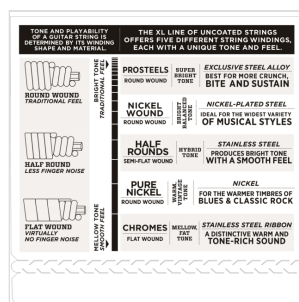 TONE AND PLAYABILITY
OF A GUITAR STRING IS
DETERMINED BY ITS WINDING
SHAPE AND MATERIAL.
THE XL LINE OF UNCOATED STRINGS
OFFERS FIVE DIFFERENT STRING WINDINGS,
EACH WITH A UNIQUE TONE AND FEEL.
ROUND WOUND
TRADITIONAL FEEL
HALF ROUND
LESS FINGER NOISE
FLAT WOUND
VIRTUALLY
NO FINGER NOISE
BRIGHT TONE
TRADITIONAL FEEL
MELLOW TONE
SMOOTH FEEL
PROSTEELS
ROUND WOUND
SUPER
BRIGHT
TONE
EXCLUSIVE STEEL ALLOY
BEST FOR MORE CRUNCH,
BITE AND SUSTAIN
NICKEL
WOUND
ROUND WOUND
BRIGHT
BALANCED
TONE
NICKEL-PLATED STEEL
IDEAL FOR THE WIDEST VARIETY
OF MUSICAL STYLES
HALF
ROUNDS
SEMI-FLAT WOUND
HYBRID
TONE
STAINLESS STEEL
PRODUCES BRIGHT TONE
WITH A SMOOTH FEEL
PURE
NICKEL
ROUND WOUND
WARM,
VINTAGE
TONE
NICKEL
FOR THE WARMER TIMBRES OF
BLUES & CLASSIC ROCK
CHROMES
FLAT WOUND
MELLOW,
FAT
TONE
STAINLESS STEEL RIBBON
A DISTINCTIVE WARM AND
TONE-RICH SOUND